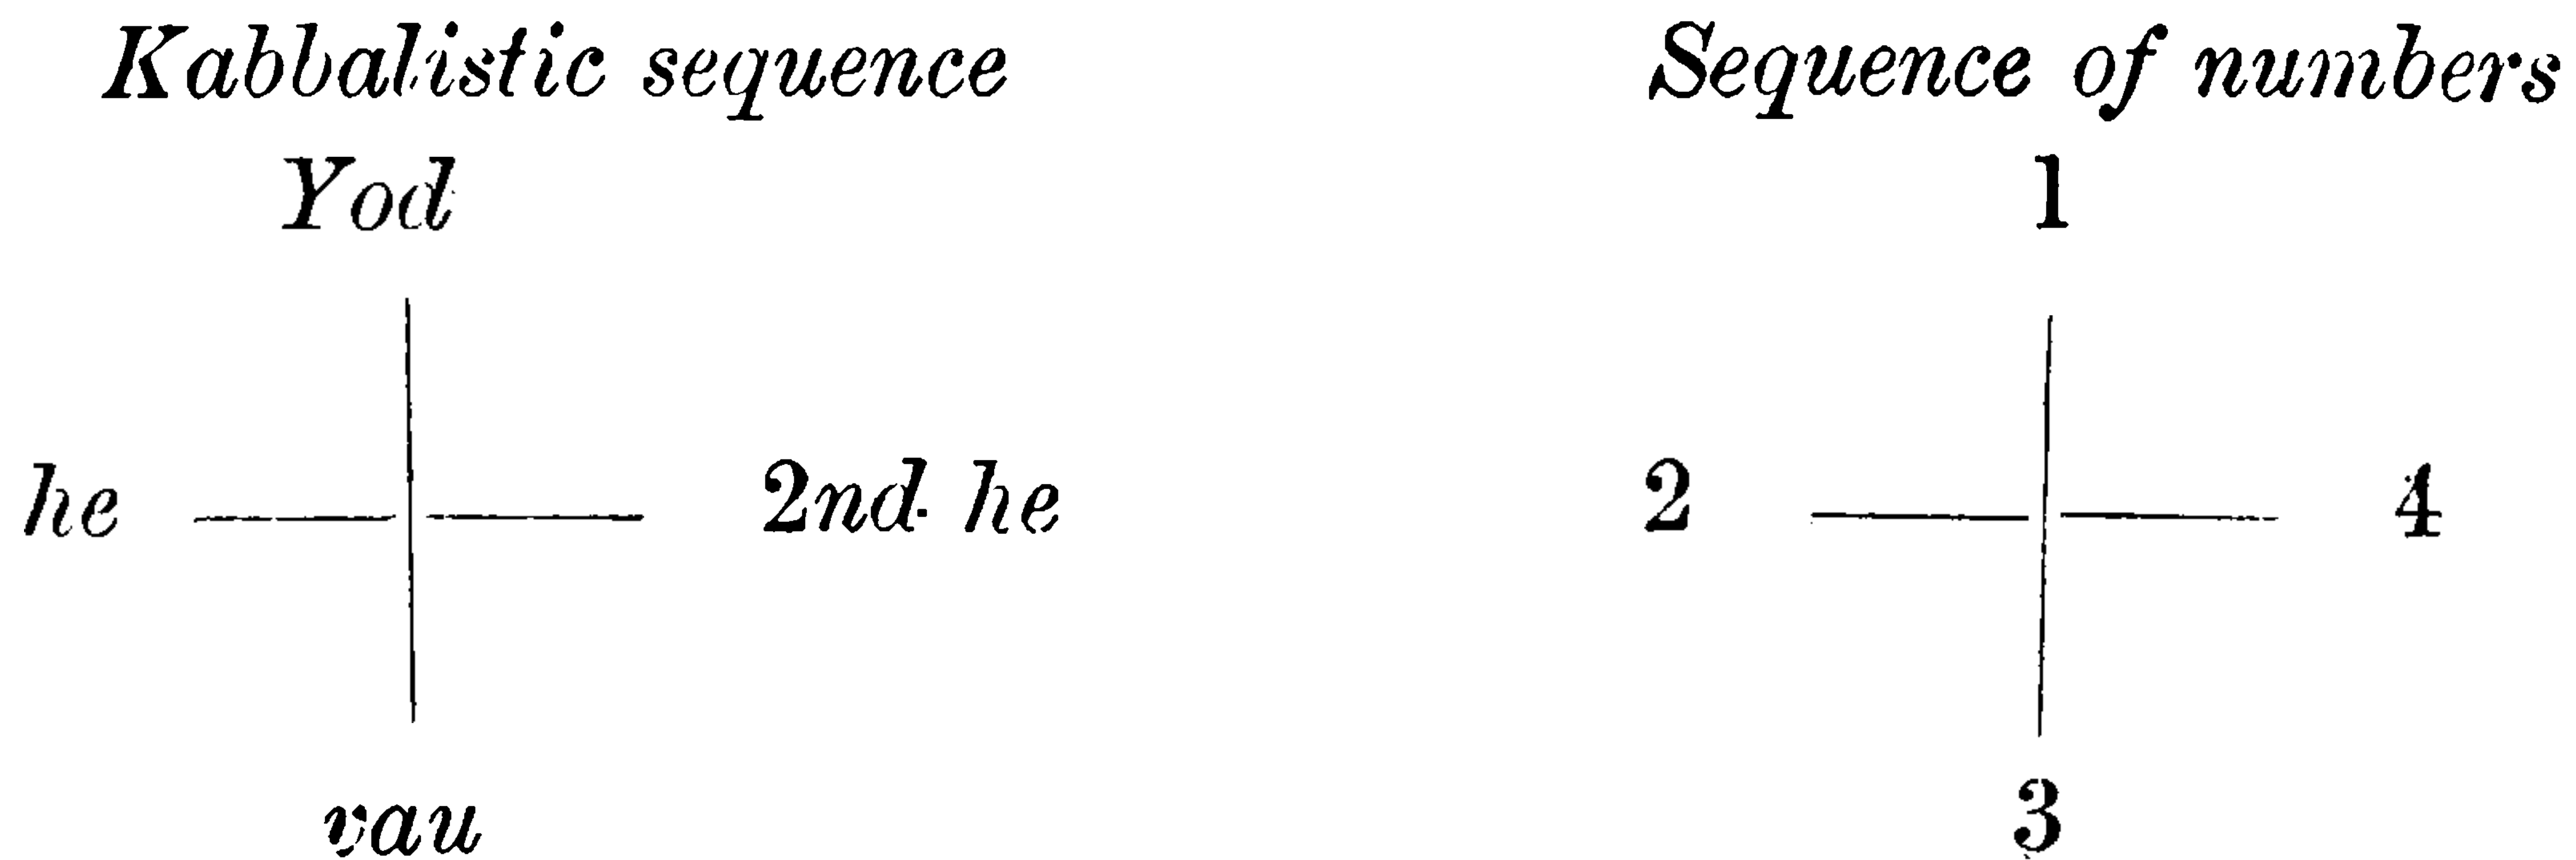 Kabbalistic sequence
Sequence of numbers
Yod
1
he
2nd. he
2
4
vau
3